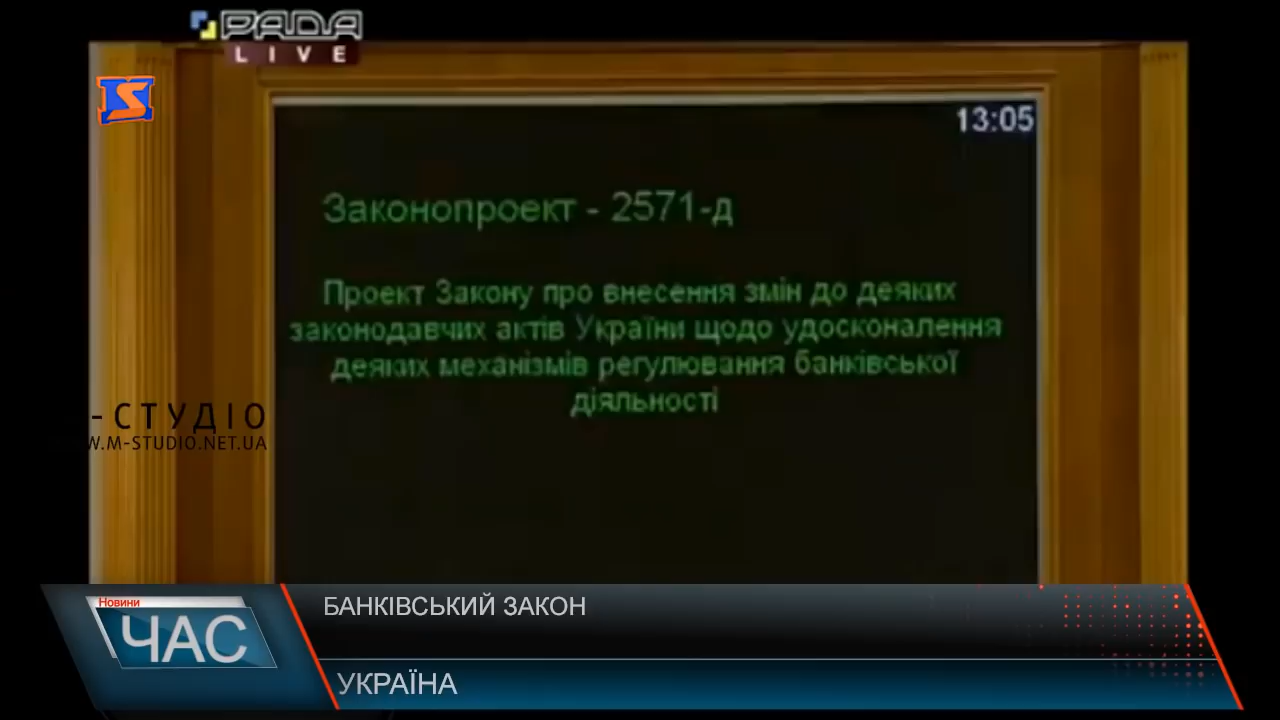 РАДА
LIVE
13:05
Законопроект - 2571-д
Проект Закону про внесення змін до деяких
законодавчих актів України щодо удосконалення
деяких механізмів регулювання банківської
діяльності
-СТУДІО
W.M-STUDIO.NET.UA
Новини
ЧАС
БАНКІВСЬКИЙ ЗАКОН
УКРАЇНА